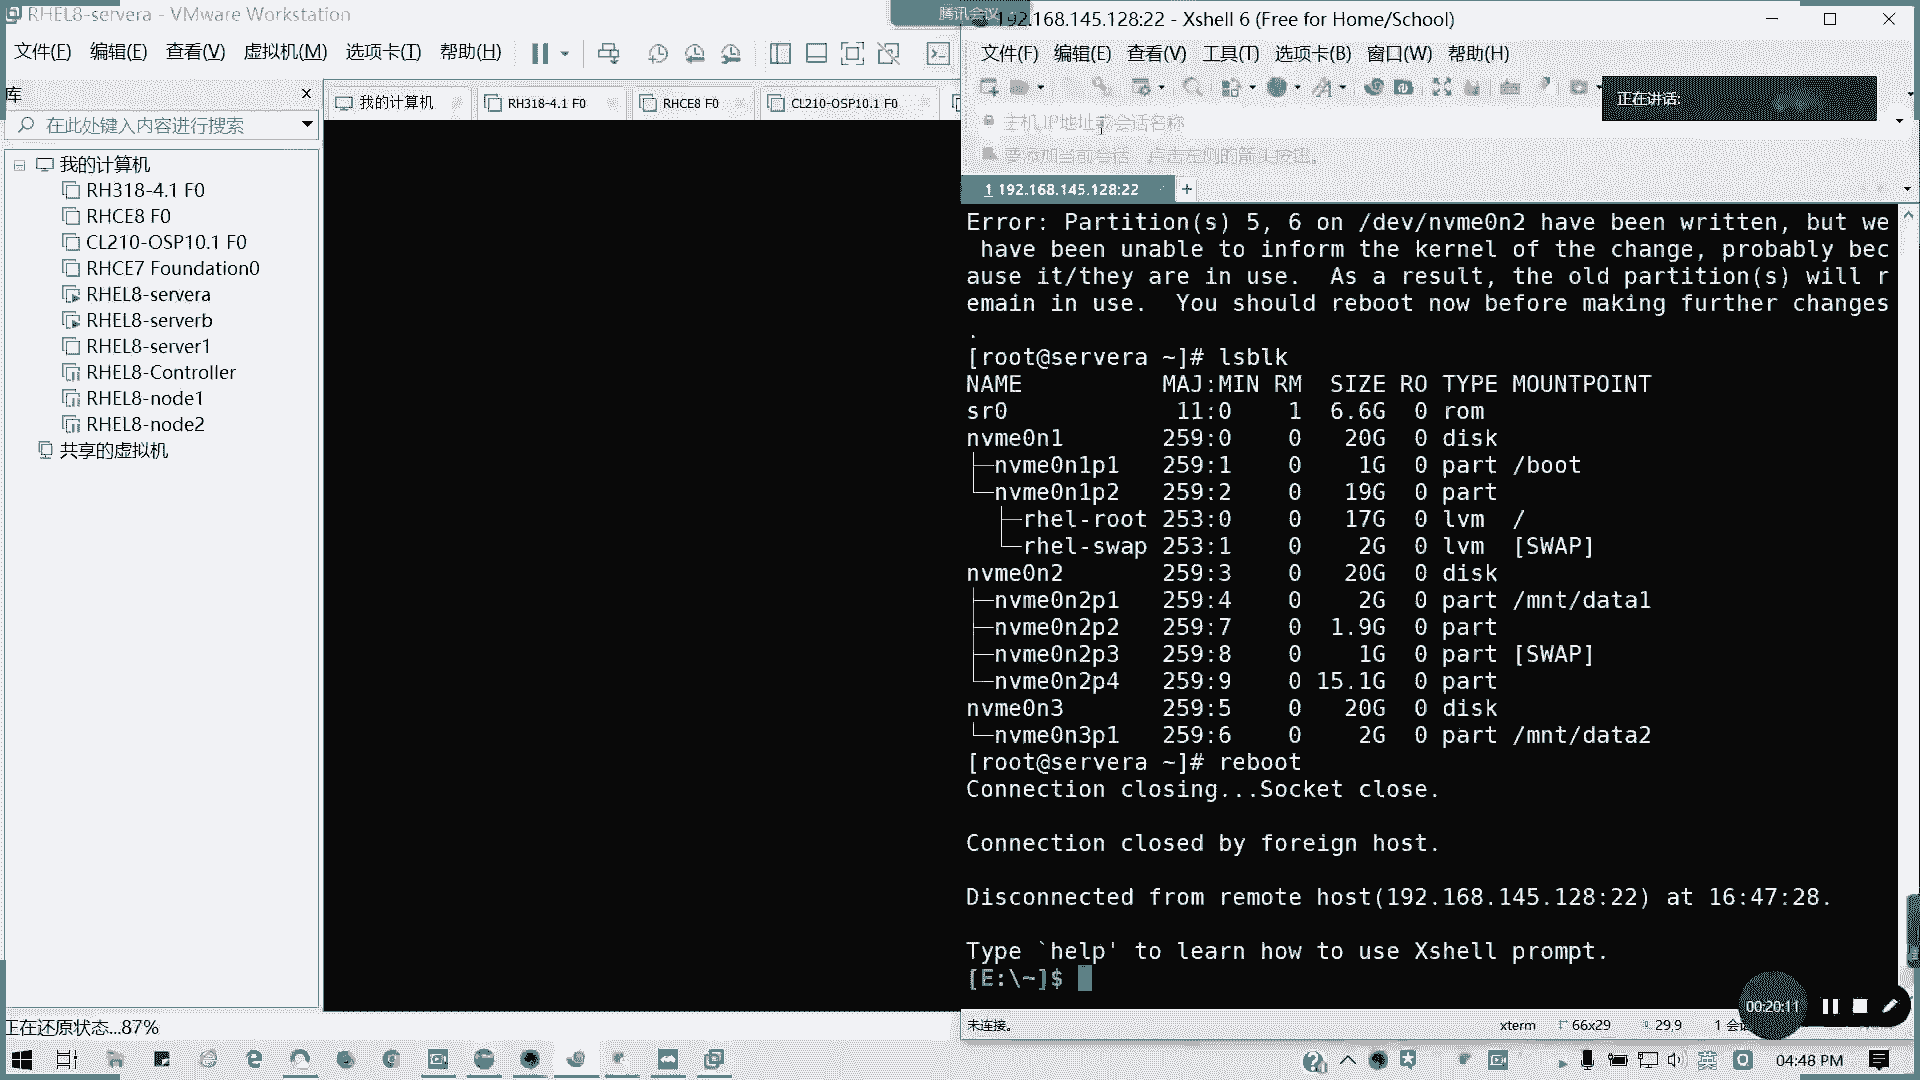 RHEL8-servera - VMware Workstation
文件(F) 编辑(E) 查看(V) 虚拟机(M) 选项卡(T) 帮助(H)
库
在此处键入内容进行搜索
我的计算机
RH318-4.1 F0
RHCE8 F0
CL210-OSP10.1 F0
RHCE7 Foundation0
RHEL8-servera
RHEL8-serverb
RHEL8-server1
RHEL8-Controller
RHEL8-node1
RHEL8-node2
共享的虚拟机
我的计算机 RH318-4.1 F0 RHCE8 F0 CL210-OSP10.1 F0
正在还原状态...87%
腾讯会议
192.168.145.128:22 - Xshell 6 (Free for Home/School)
文件(F) 编辑(E) 查看(V) 工具(T) 选项卡(B) 窗口(W) 帮助(H)
正在讲话:
主机,IP地址或会话名称
要添加当前会话，点击左侧的箭头按钮。
1 192.168.145.128:22
Error: Partition(s) 5, 6 on /dev/nvme0n2 have been written, but we
 have been unable to inform the kernel of the change, probably bec
ause it/they are in use.  As a result, the old partition(s) will r
emain in use.  You should reboot now before making further changes
.
[root@servera ~]# lsblk
NAME          MAJ:MIN RM  SIZE RO TYPE MOUNTPOINT
sr0            11:0    1  6.6G  0 rom
nvme0n1       259:0    0   20G  0 disk
├─nvme0n1p1   259:1    0    1G  0 part /boot
└─nvme0n1p2   259:2    0   19G  0 part
  ├─rhel-root 253:0    0   17G  0 lvm  /
  └─rhel-swap 253:1    0    2G  0 lvm  [SWAP]
nvme0n2       259:3    0   20G  0 disk
├─nvme0n2p1   259:4    0    2G  0 part /mnt/data1
├─nvme0n2p2   259:7    0  1.9G  0 part
├─nvme0n2p3   259:8    0    1G  0 part [SWAP]
└─nvme0n2p4   259:9    0 15.1G  0 part
nvme0n3       259:5    0   20G  0 disk
└─nvme0n3p1   259:6    0    2G  0 part /mnt/data2
[root@servera ~]# reboot
Connection closing...Socket close.
Connection closed by foreign host.
Disconnected from remote host(192.168.145.128:22) at 16:47:28.
Type `help' to learn how to use Xshell prompt.
[E:\~]$
00:20:11
未连接。 xterm 66x29 29,9 1 会
英
04:48 PM